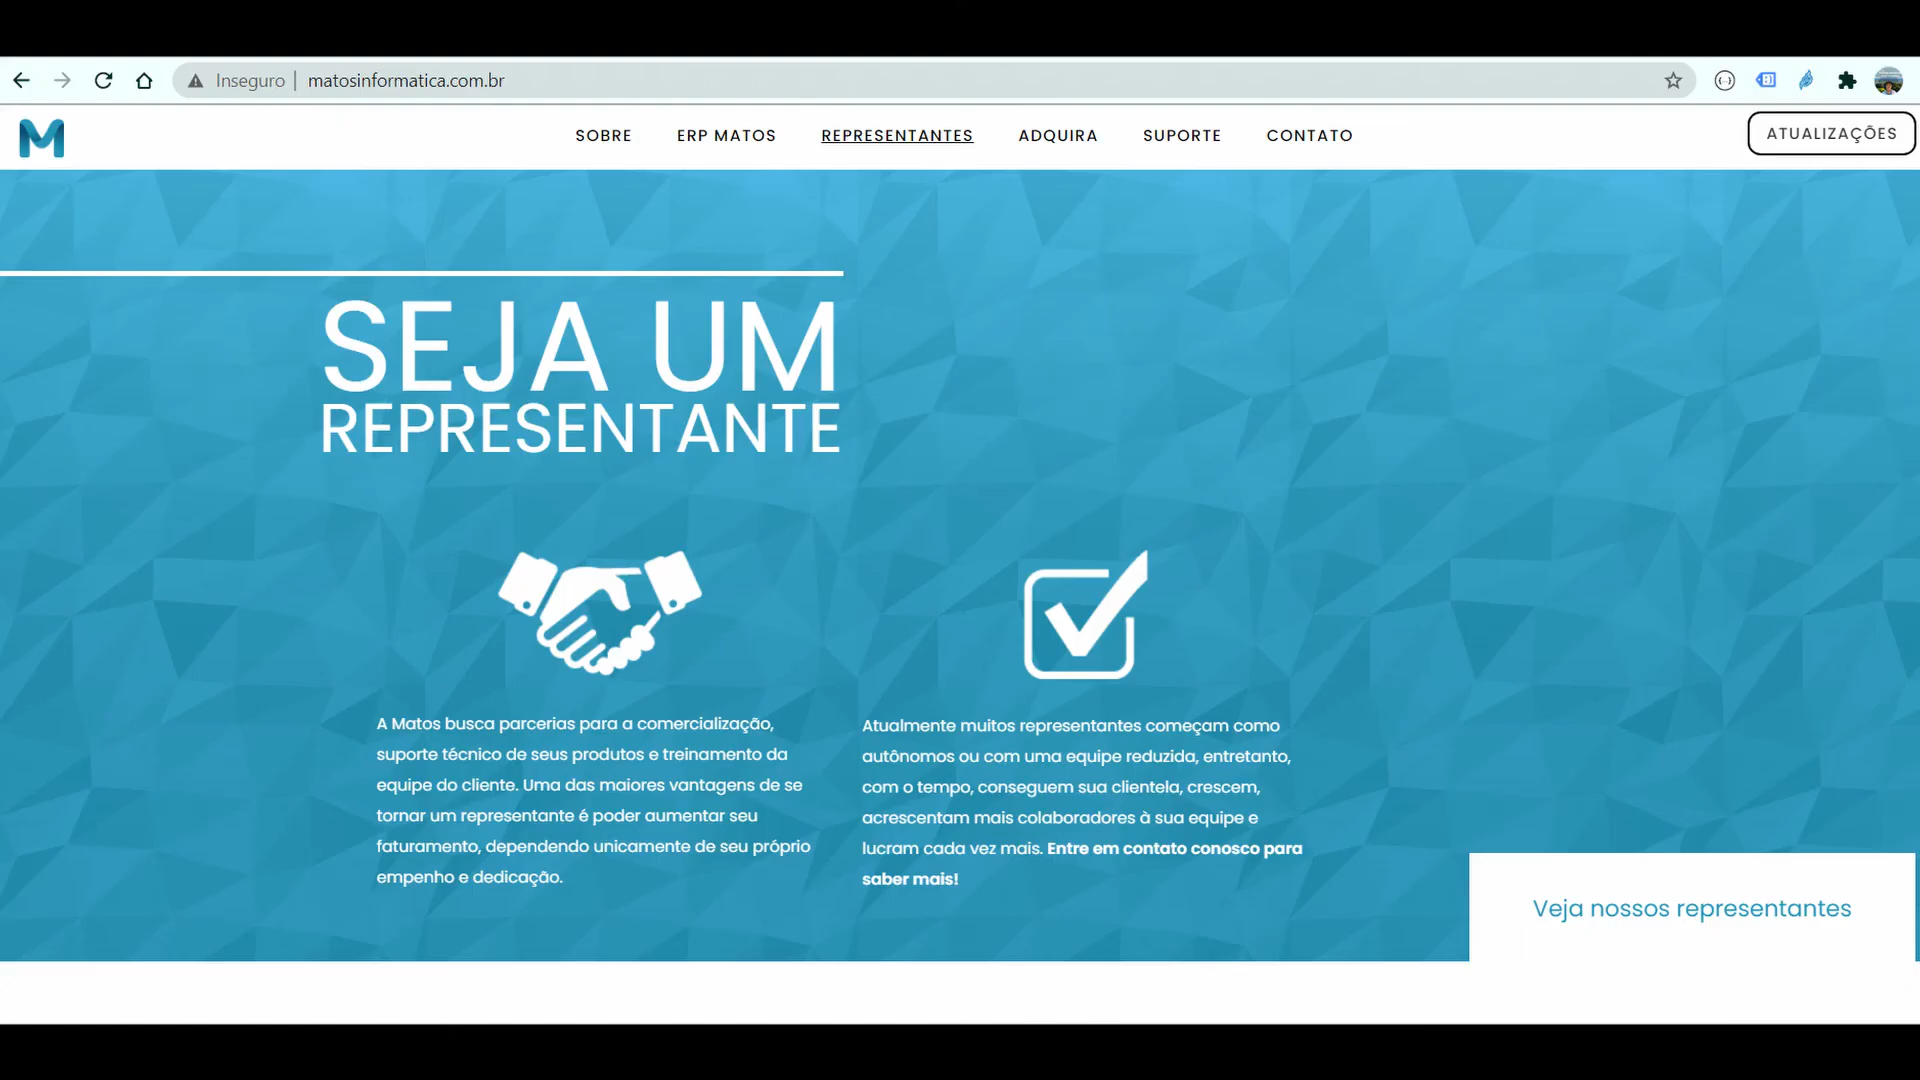 Inseguro | matosinformatica.com.br
M
SOBRE ERP MATOS REPRESENTANTES ADQUIRA SUPORTE CONTATO ATUALIZAÇÕES
SEJA UM
REPRESENTANTE
A Matos busca parcerias para a comercialização,
suporte técnico de seus produtos e treinamento da
equipe do cliente. Uma das maiores vantagens de se
tornar um representante é poder aumentar seu
faturamento, dependendo unicamente de seu próprio
empenho e dedicação.
Atualmente muitos representantes começam como
autônomos ou com uma equipe reduzida, entretanto,
com o tempo, conseguem sua clientela, crescem,
acrescentam mais colaboradores à sua equipe e
lucram cada vez mais. Entre em contato conosco para
saber mais!
Veja nossos representantes